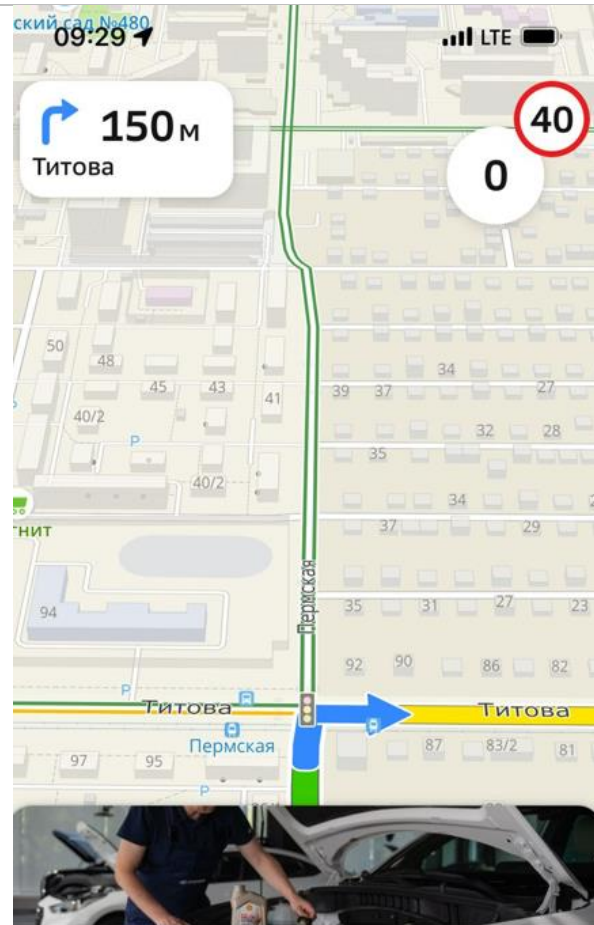 ский сад №480
09:29
LTE
150 м
Титова
40
0
50
48
34
45
43
41
39
37
27
40/2
32
28
P
35
40/2
34
гнит
37
29
Пермская
94
35
31
27
23
92
90
86
82
P
Титова
Титова
Пермская
97
95
87
83/2
81
P